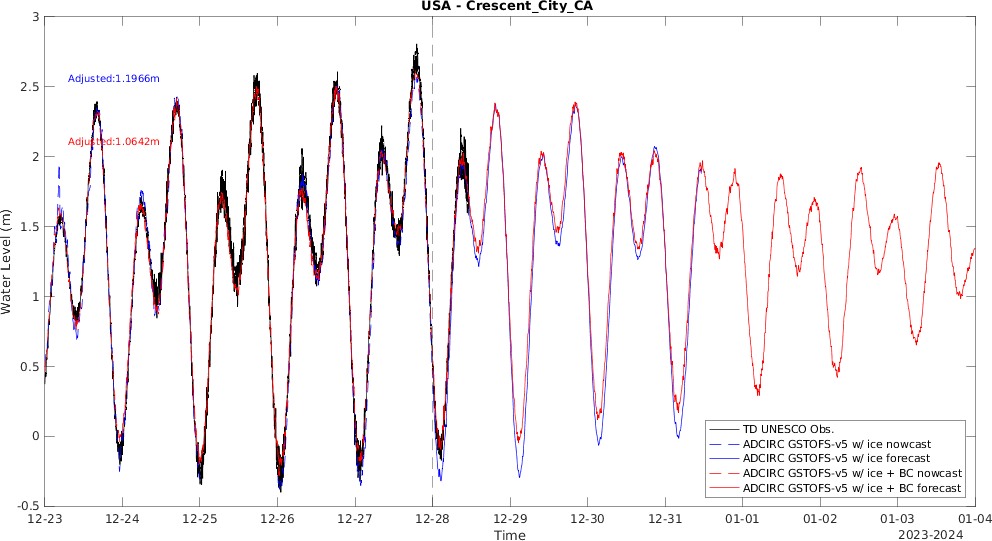 USA - Crescent_City_CA
3
2.5
2
1.5
1
0.5
0
-0.5
Water Level (m)
Adjusted:1.1966m
Adjusted:1.0642m
TD UNESCO Obs.
ADCIRC GSTOFS-v5 w/ ice nowcast
ADCIRC GSTOFS-v5 w/ ice forecast
ADCIRC GSTOFS-v5 w/ ice + BC nowcast
ADCIRC GSTOFS-v5 w/ ice + BC forecast
12-23 12-24 12-25 12-26 12-27 12-28 12-29 12-30 12-31 01-01 01-02 01-03 01-04
Time
2023-2024